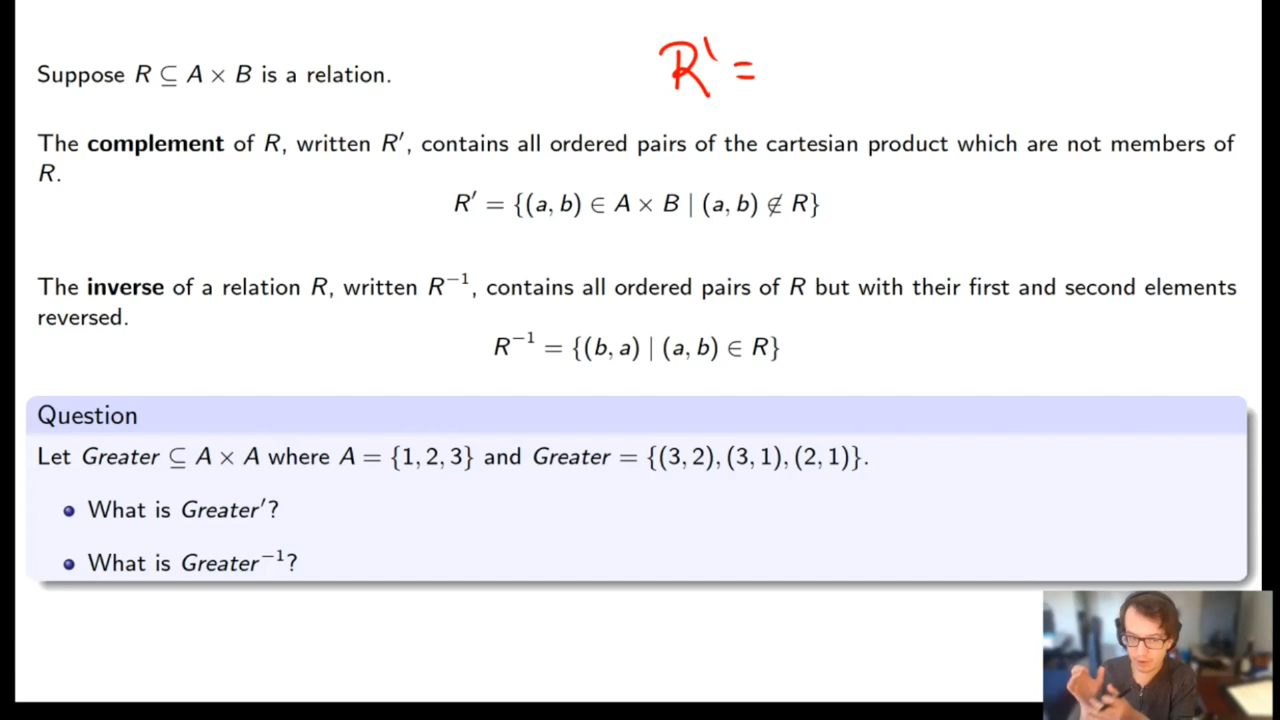 Suppose R ⊆ A × B is a relation.
R' =
The complement of R, written R′, contains all ordered pairs of the cartesian product which are not members of
R.
R′ = {(a, b) ∈ A × B | (a, b) ∉ R}
The inverse of a relation R, written R⁻¹, contains all ordered pairs of R but with their first and second elements
reversed.
R⁻¹ = {(b, a) | (a, b) ∈ R}
Question
Let Greater ⊆ A × A where A = {1, 2, 3} and Greater = {(3, 2), (3, 1), (2, 1)}.
• What is Greater′?
• What is Greater⁻¹?